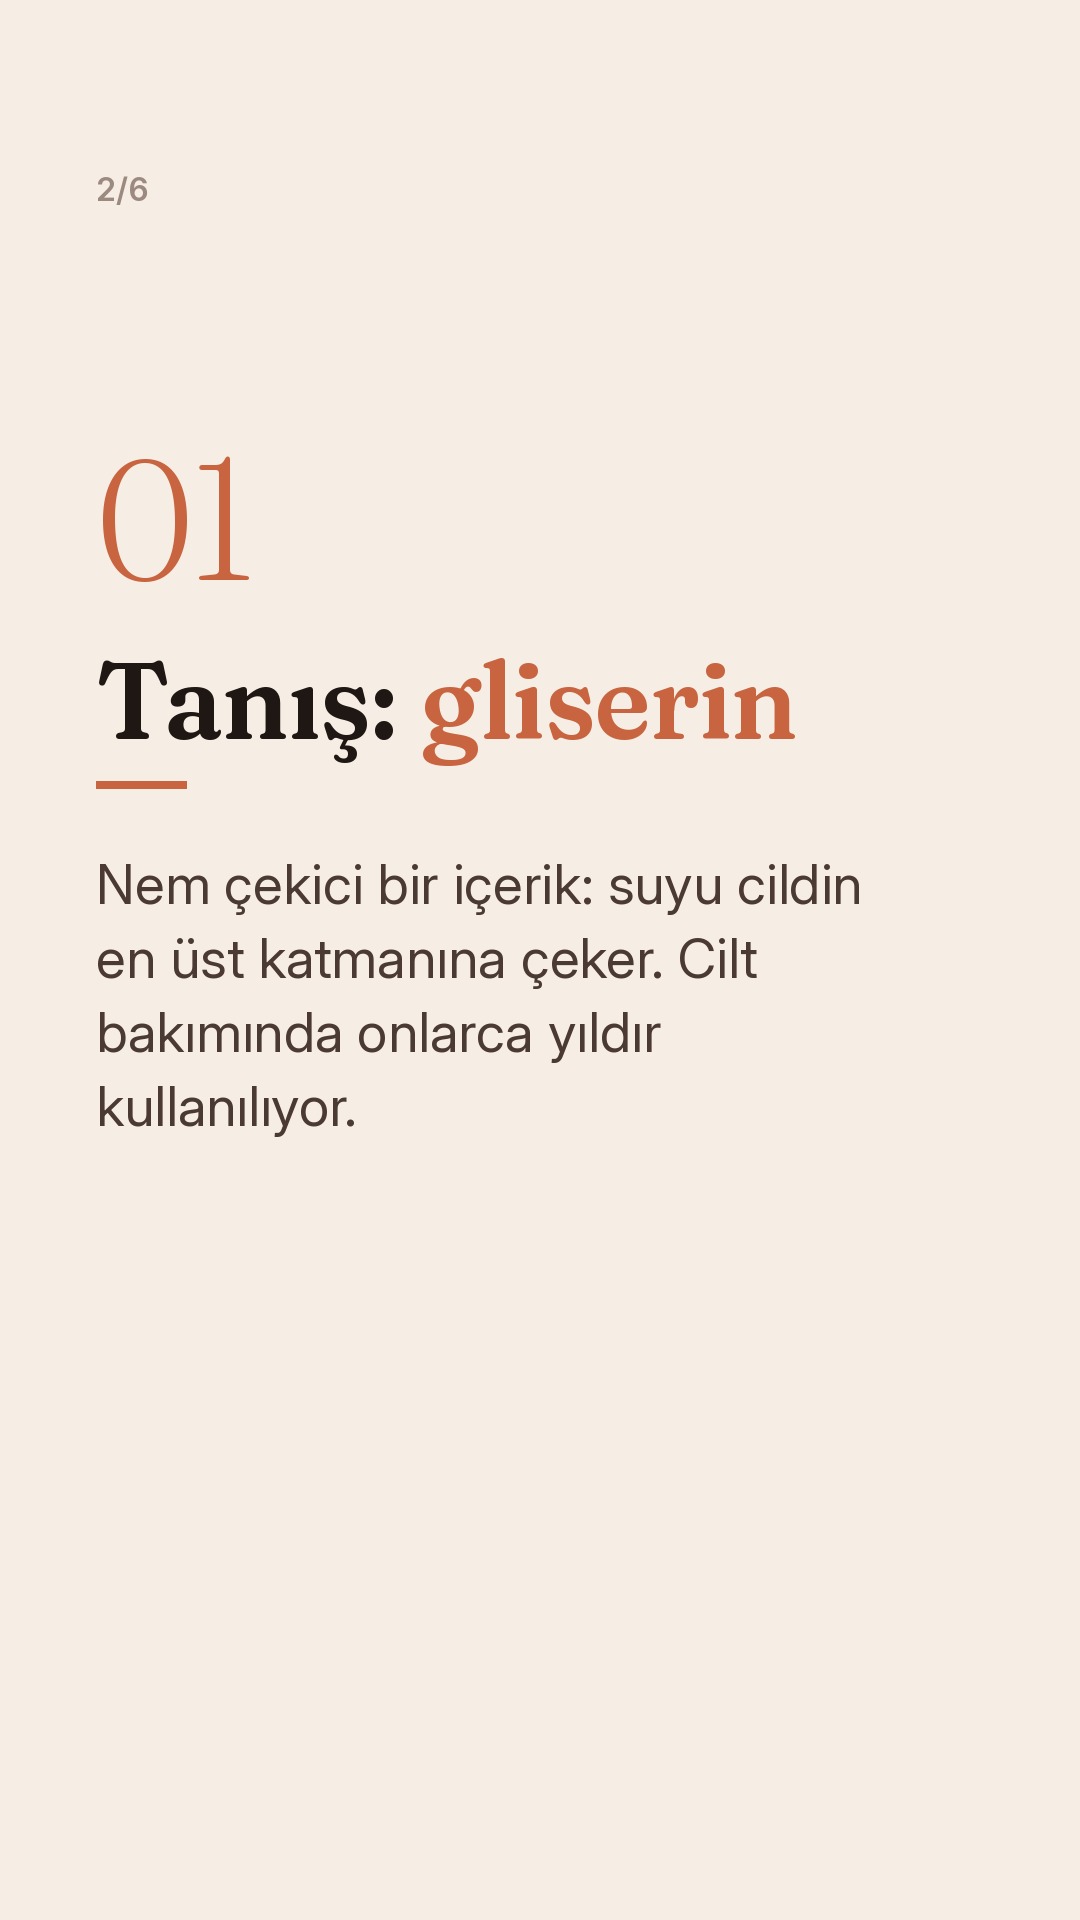 2/6
01
Tanış: gliserin
Nem çekici bir içerik: suyu cildin
en üst katmanına çeker. Cilt
bakımında onlarca yıldır
kullanılıyor.